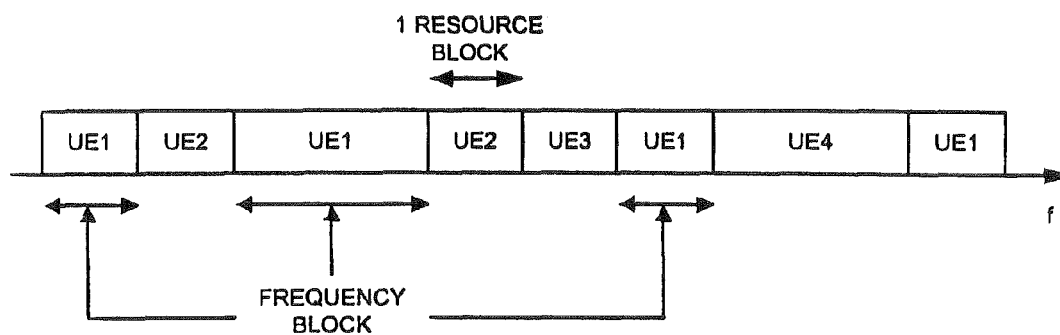 1 RESOURCE
BLOCK
UE1 UE2 UE1 UE2 UE3 UE1 UE4 UE1
f
FREQUENCY
BLOCK